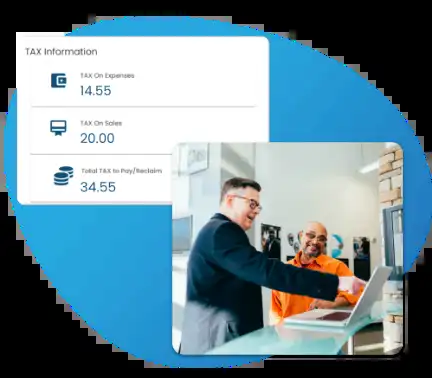 TAX Information
TAX On Expenses
14.55
TAX On Sales
20.00
Total TAX to Pay/Reclaim
34.55